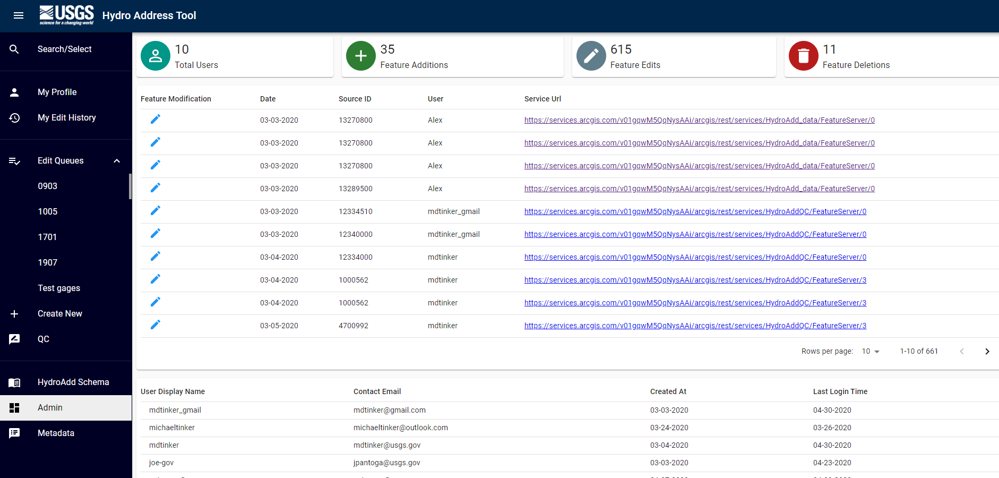 USGS
science for a changing world
Hydro Address Tool
Search/Select
My Profile
My Edit History
Edit Queues
0903
1005
1701
1907
Test gages
Create New
QC
HydroAdd Schema
Admin
Metadata
10
Total Users
35
Feature Additions
615
Feature Edits
11
Feature Deletions
Feature Modification Date Source ID User Service Url
03-03-2020 13270800 Alex https://services.arcgis.com/v01gqwM5QqNysAAi/arcgis/rest/services/HydroAdd_data/FeatureServer/0
03-03-2020 13270800 Alex https://services.arcgis.com/v01gqwM5QqNysAAi/arcgis/rest/services/HydroAdd_data/FeatureServer/0
03-03-2020 13270800 Alex https://services.arcgis.com/v01gqwM5QqNysAAi/arcgis/rest/services/HydroAdd_data/FeatureServer/0
03-03-2020 13289500 Alex https://services.arcgis.com/v01gqwM5QqNysAAi/arcgis/rest/services/HydroAdd_data/FeatureServer/0
03-03-2020 12334510 mdtinker_gmail https://services.arcgis.com/v01gqwM5QqNysAAi/arcgis/rest/services/HydroAddQC/FeatureServer/0
03-03-2020 12340000 mdtinker_gmail https://services.arcgis.com/v01gqwM5QqNysAAi/arcgis/rest/services/HydroAddQC/FeatureServer/0
03-04-2020 12334000 mdtinker https://services.arcgis.com/v01gqwM5QqNysAAi/arcgis/rest/services/HydroAddQC/FeatureServer/0
03-04-2020 1000562 mdtinker https://services.arcgis.com/v01gqwM5QqNysAAi/arcgis/rest/services/HydroAddQC/FeatureServer/3
03-04-2020 1000562 mdtinker https://services.arcgis.com/v01gqwM5QqNysAAi/arcgis/rest/services/HydroAddQC/FeatureServer/3
03-05-2020 4700992 mdtinker https://services.arcgis.com/v01gqwM5QqNysAAi/arcgis/rest/services/HydroAddQC/FeatureServer/3
Rows per page: 10 1-10 of 661
User Display Name Contact Email Created At Last Login Time
mdtinker_gmail mdtinker@gmail.com 03-03-2020 04-30-2020
michaeltinker michaeltinker@outlook.com 03-24-2020 03-26-2020
mdtinker mdtinker@usgs.gov 03-04-2020 04-30-2020
joe-gov jpantoga@usgs.gov 03-03-2020 04-23-2020